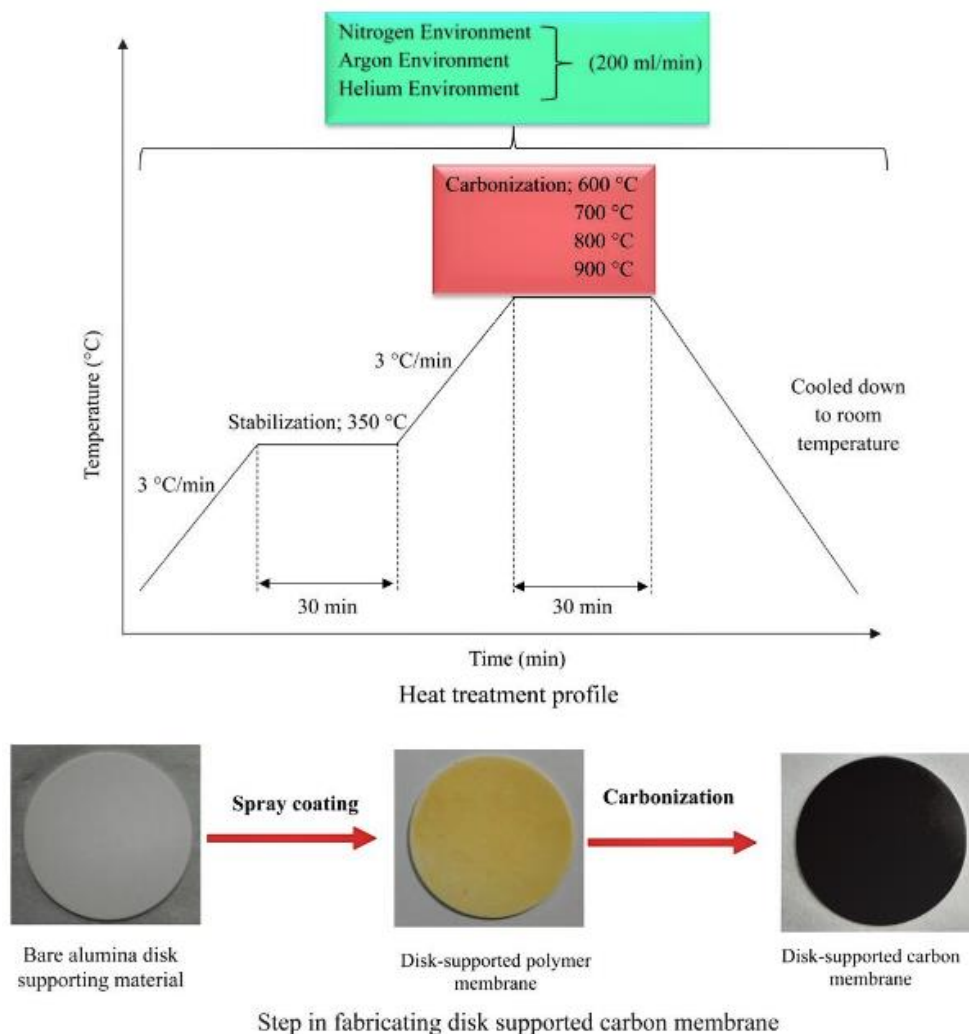 Nitrogen Environment
Argon Environment
Helium Environment
(200 ml/min)
Carbonization; 600 °C
700 °C
800 °C
900 °C
Temperature (°C)
3 °C/min
Stabilization; 350 °C
3 °C/min
Cooled down
to room
temperature
30 min
30 min
Time (min)
Heat treatment profile
Spray coating
Carbonization
Bare alumina disk
supporting material
Disk-supported polymer
membrane
Disk-supported carbon
membrane
Step in fabricating disk supported carbon membrane